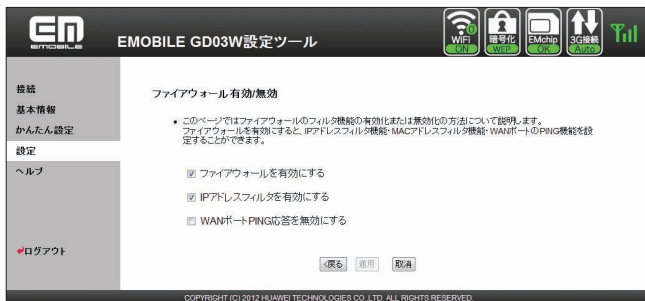 EM
EMOBILE
EMOBILE GD03W設定ツール
WiFi
ON
暗号化
WEP
EMchip
OK
3G接続
Auto
接続
基本情報
かんたん設定
設定
ヘルプ
ログアウト
ファイアウォール 有効/無効
• このページではファイアウォールのフィルタ機能の有効化または無効化の方法について説明します。
ファイアウォールを有効にすると、IPアドレスフィルタ機能・MACアドレスフィルタ機能・WANポートのPING機能を設
定することができます。
ファイアウォールを有効にする
IPアドレスフィルタを有効にする
WANポートPING応答を無効にする
<戻る 適用 取消
COPYRIGHT (C) 2012 HUAWEI TECHNOLOGIES CO.,LTD. ALL RIGHTS RESERVED.